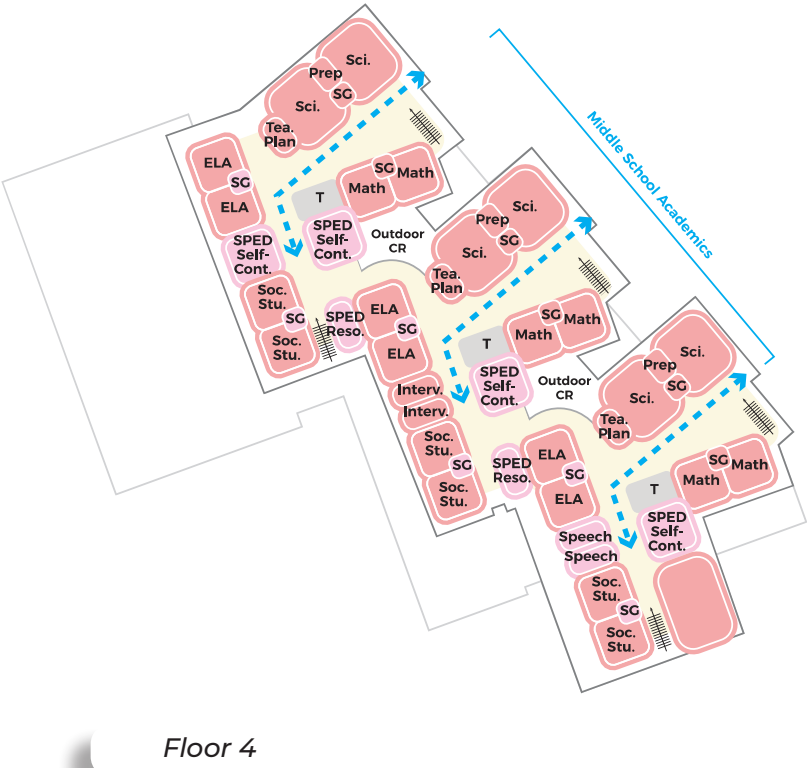 Sci.
Prep
SG
Sci.
Tea.
Plan
ELA
SG
ELA
SPED
Self-
Cont.
Soc.
Stu.
SG
Soc.
Stu.
T
SG
Math
Math
SPED
Self-
Cont.
Outdoor
CR
Middle School Academics
Sci.
Prep
SG
Sci.
Tea.
Plan
SPED
Reso.
ELA
SG
ELA
Interv.
Interv.
Soc.
Stu.
SG
Soc.
Stu.
T
SG
Math
Math
SPED
Self-
Cont.
Outdoor
CR
Sci.
Prep
SG
Sci.
Tea.
Plan
SPED
Reso.
ELA
SG
ELA
Speech
Speech
Soc.
Stu.
SG
Soc.
Stu.
T
SG
Math
Math
SPED
Self-
Cont.
Floor 4